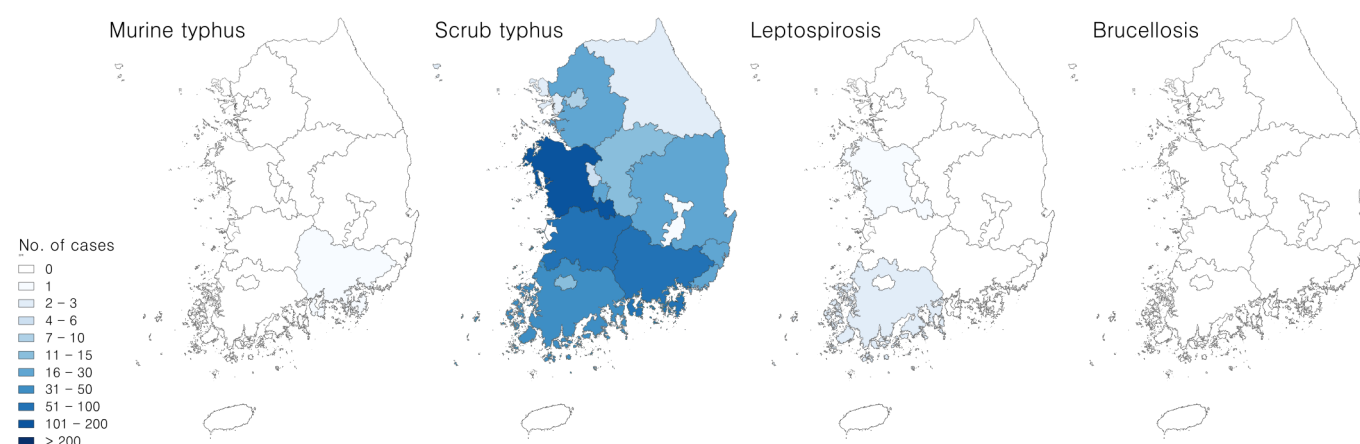 Murine typhus
Scrub typhus
Leptospirosis
Brucellosis
No. of cases
0
1
2 – 3
4 – 6
7 – 10
11 – 15
16 – 30
31 – 50
51 – 100
101 – 200
> 200